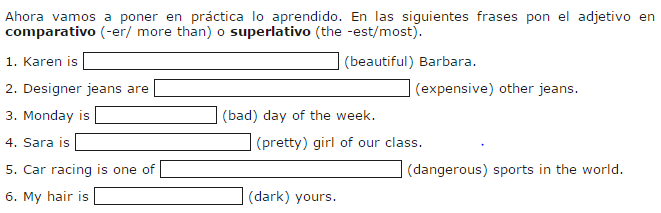 Ahora vamos a poner en práctica lo aprendido. En las siguientes frases pon el adjetivo en
comparativo (-er/ more than) o superlativo (the -est/most).
1. Karen is (beautiful) Barbara.
2. Designer jeans are (expensive) other jeans.
3. Monday is (bad) day of the week.
4. Sara is (pretty) girl of our class.
5. Car racing is one of (dangerous) sports in the world.
6. My hair is (dark) yours.